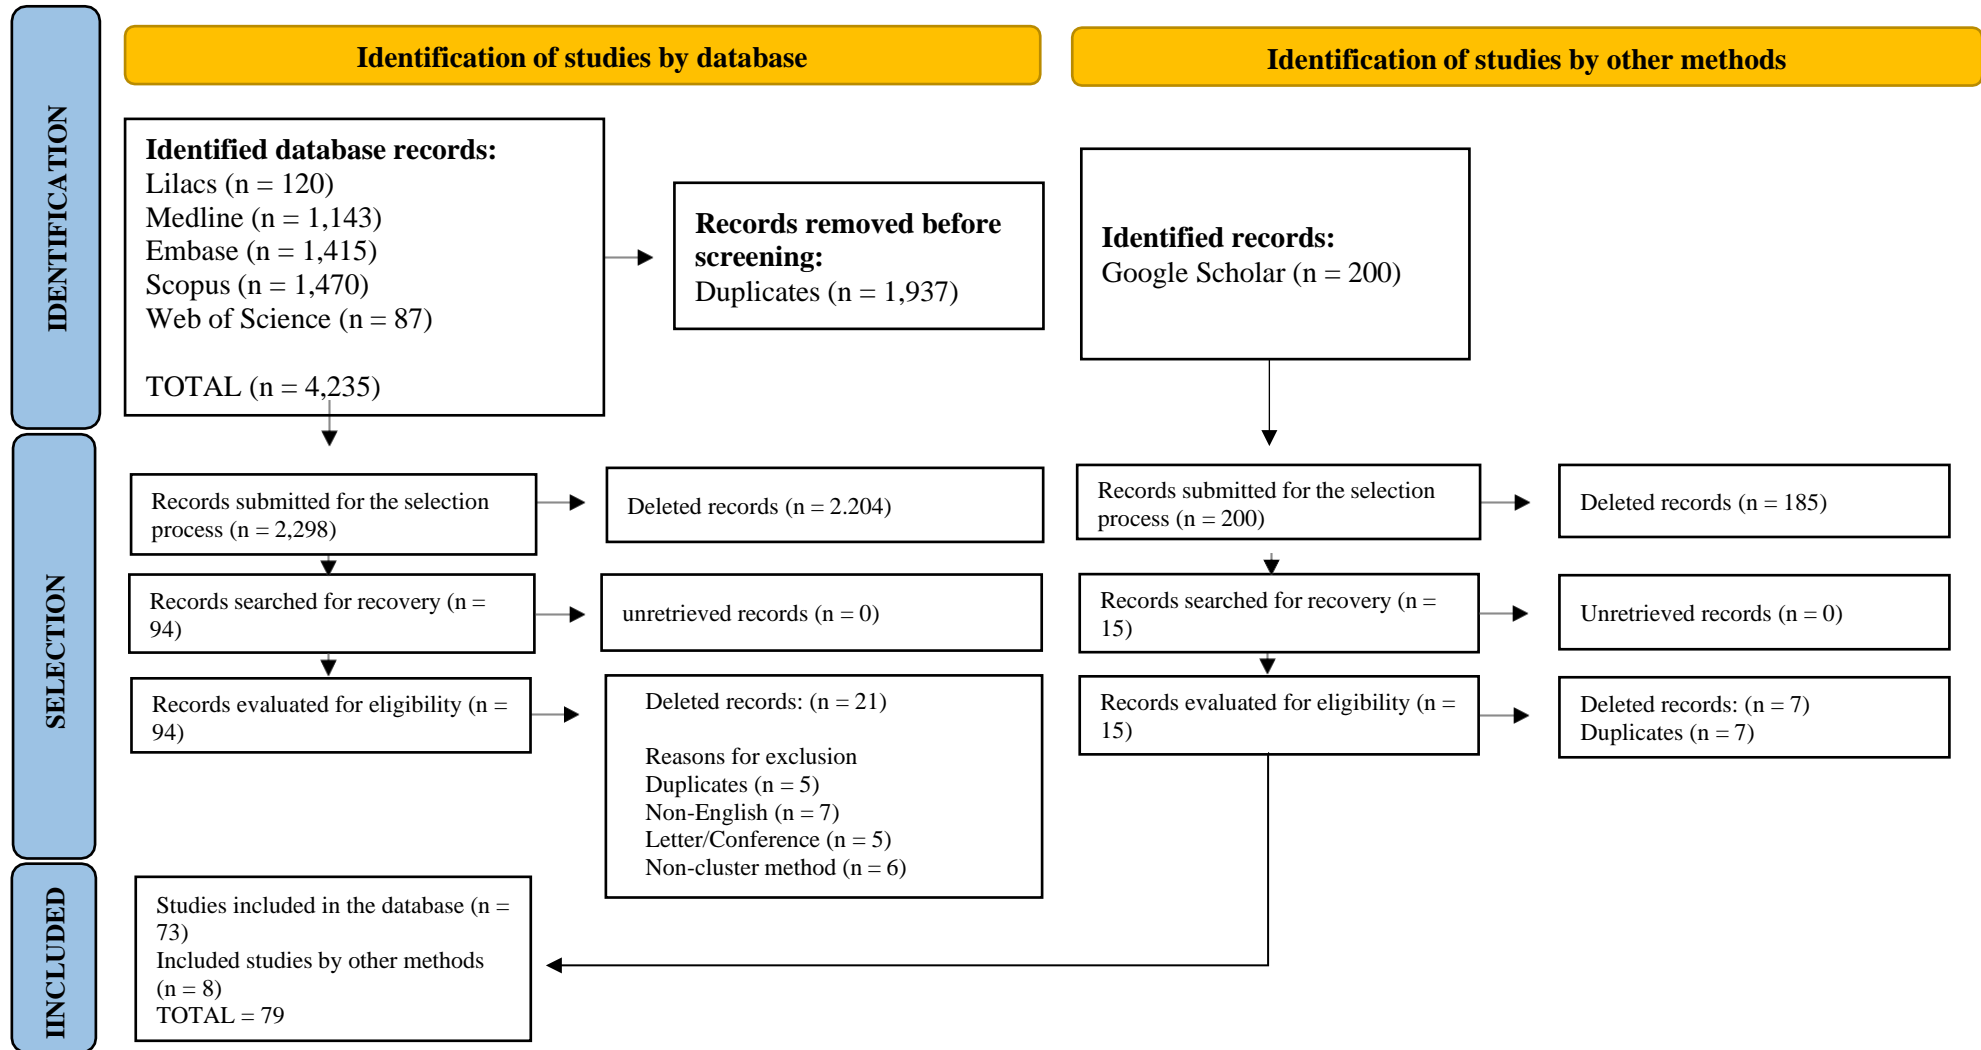 IDENTIFICATION
Identification of studies by database
Identification of studies by other methods
Identified database records:
Lilacs (n = 120)
Medline (n = 1,143)
Embase (n = 1,415)
Scopus (n = 1,470)
Web of Science (n = 87)
TOTAL (n = 4,235)
Records removed before
screening:
Duplicates (n = 1,937)
Identified records:
Google Scholar (n = 200)
SELECTION
Records submitted for the selection
process (n = 2,298)
Deleted records (n = 2.204)
Records submitted for the selection
process (n = 200)
Deleted records (n = 185)
Records searched for recovery (n =
94)
unretrieved records (n = 0)
Records searched for recovery (n =
15)
Unretrieved records (n = 0)
Records evaluated for eligibility (n =
94)
Deleted records: (n = 21)
Reasons for exclusion
Duplicates (n = 5)
Non-English (n = 7)
Letter/Conference (n = 5)
Non-cluster method (n = 6)
Records evaluated for eligibility (n =
15)
Deleted records: (n = 7)
Duplicates (n = 7)
IINCLUDED
Studies included in the database (n =
73)
Included studies by other methods
(n = 8)
TOTAL = 79